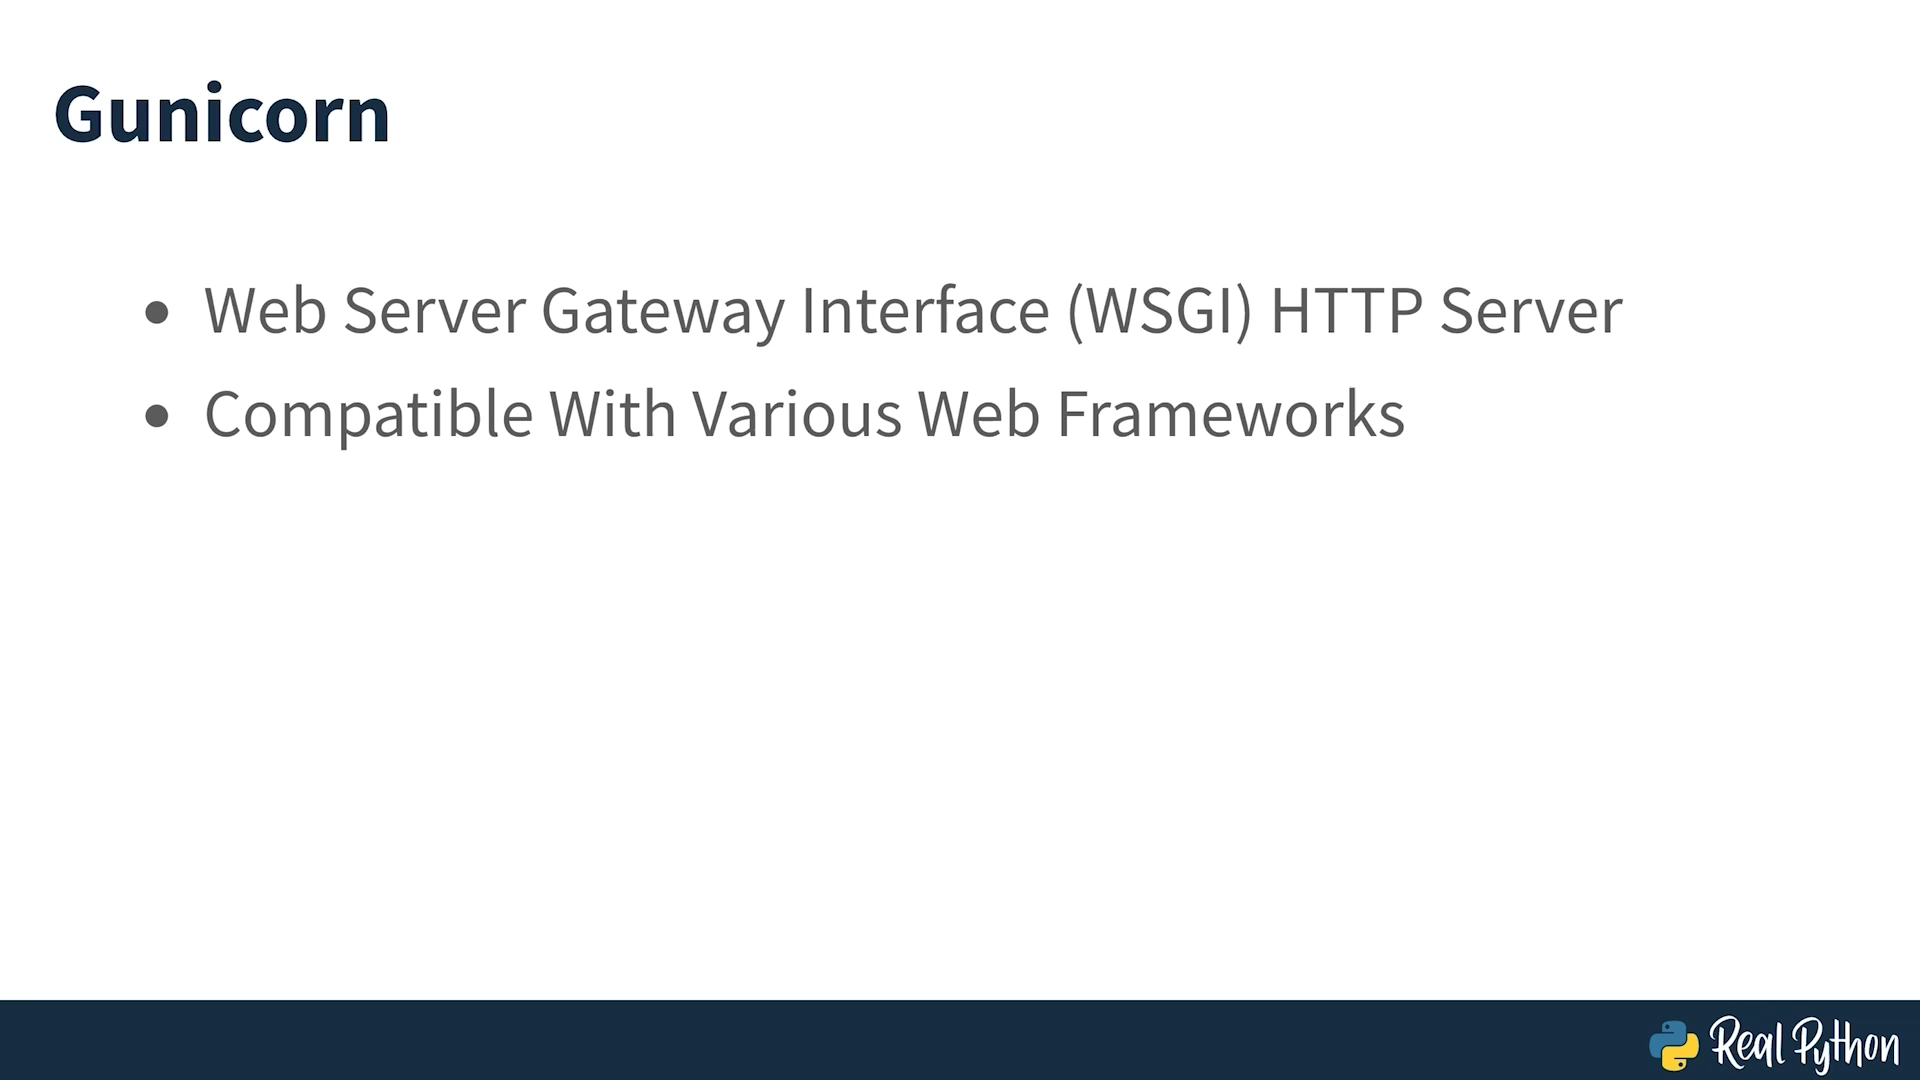 Gunicorn
• Web Server Gateway Interface (WSGI) HTTP Server
• Compatible With Various Web Frameworks
Real Python